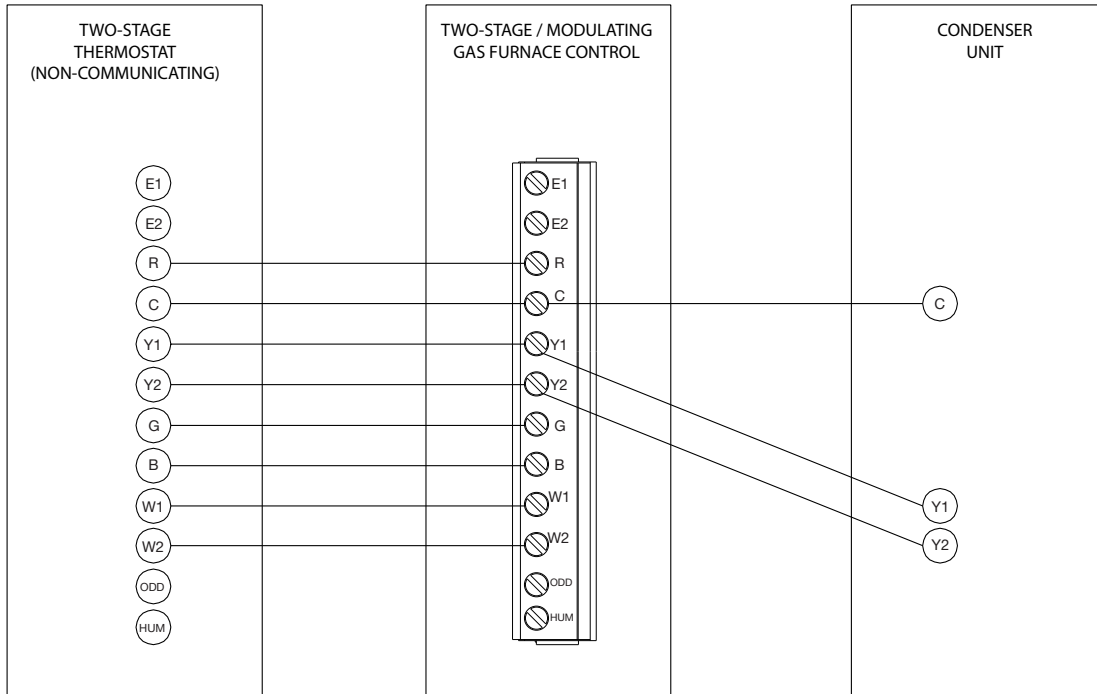 TWO-STAGE
THERMOSTAT
(NON-COMMUNICATING)
E1
E2
R
C
Y1
Y2
G
B
W1
W2
ODD
HUM
TWO-STAGE / MODULATING
GAS FURNACE CONTROL
E1
E2
R
C
Y1
Y2
G
B
W1
W2
ODD
HUM
CONDENSER
UNIT
C
Y1
Y2